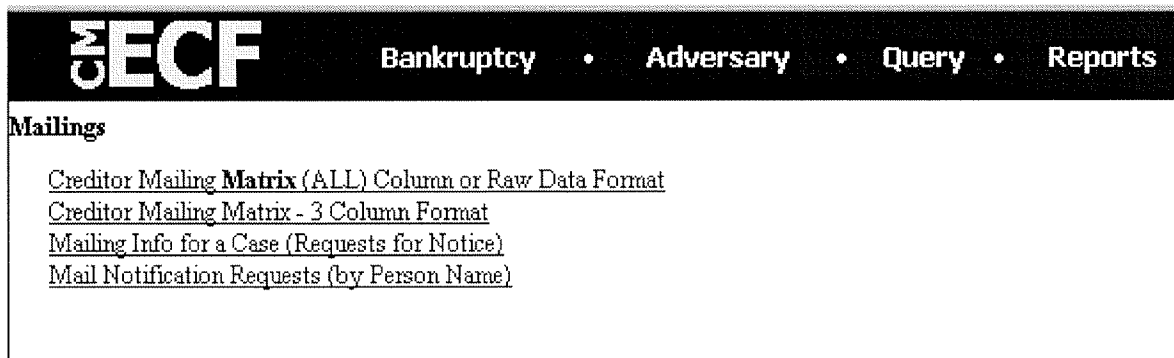 CM ECF Bankruptcy • Adversary • Query • Reports
Mailings
Creditor Mailing Matrix (ALL) Column or Raw Data Format
Creditor Mailing Matrix - 3 Column Format
Mailing Info for a Case (Requests for Notice)
Mail Notification Requests (by Person Name)